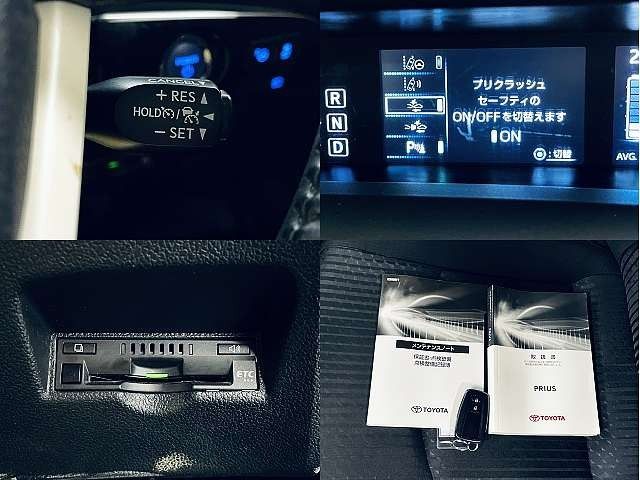 CANCEL
+ RES
HOLD /
− SET
R
N
D
プリクラッシュ
セーフティの
ON/OFFを切替えます
ON
:切替
P
2
AVG.
ETC
メンテナンスノート
TOYOTA
取扱書
PRIUS
TOYOTA